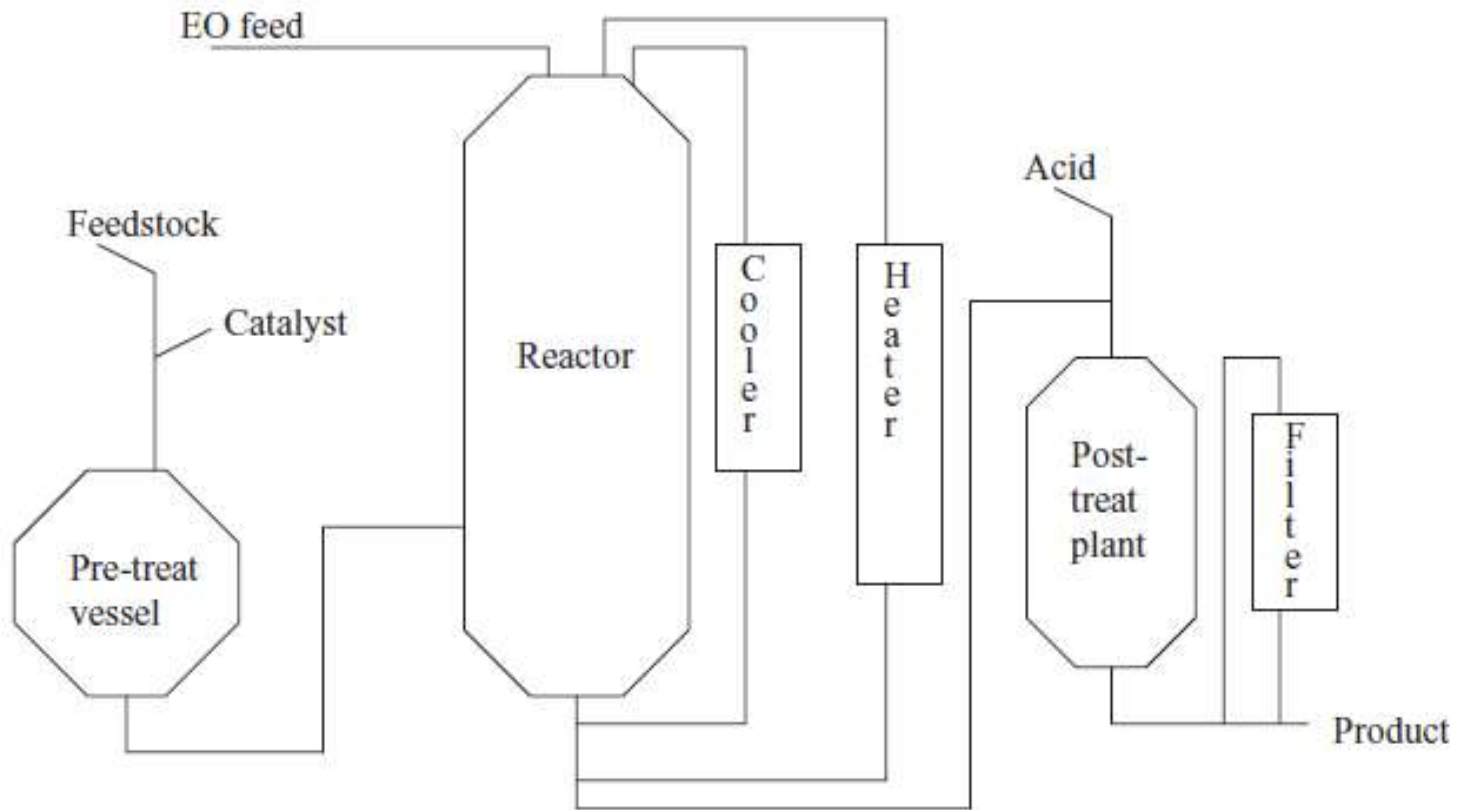 EO feed
Feedstock
Catalyst
Pre-treat
vessel
Reactor
Cooler
Heater
Acid
Post-
treat
plant
Filter
Product